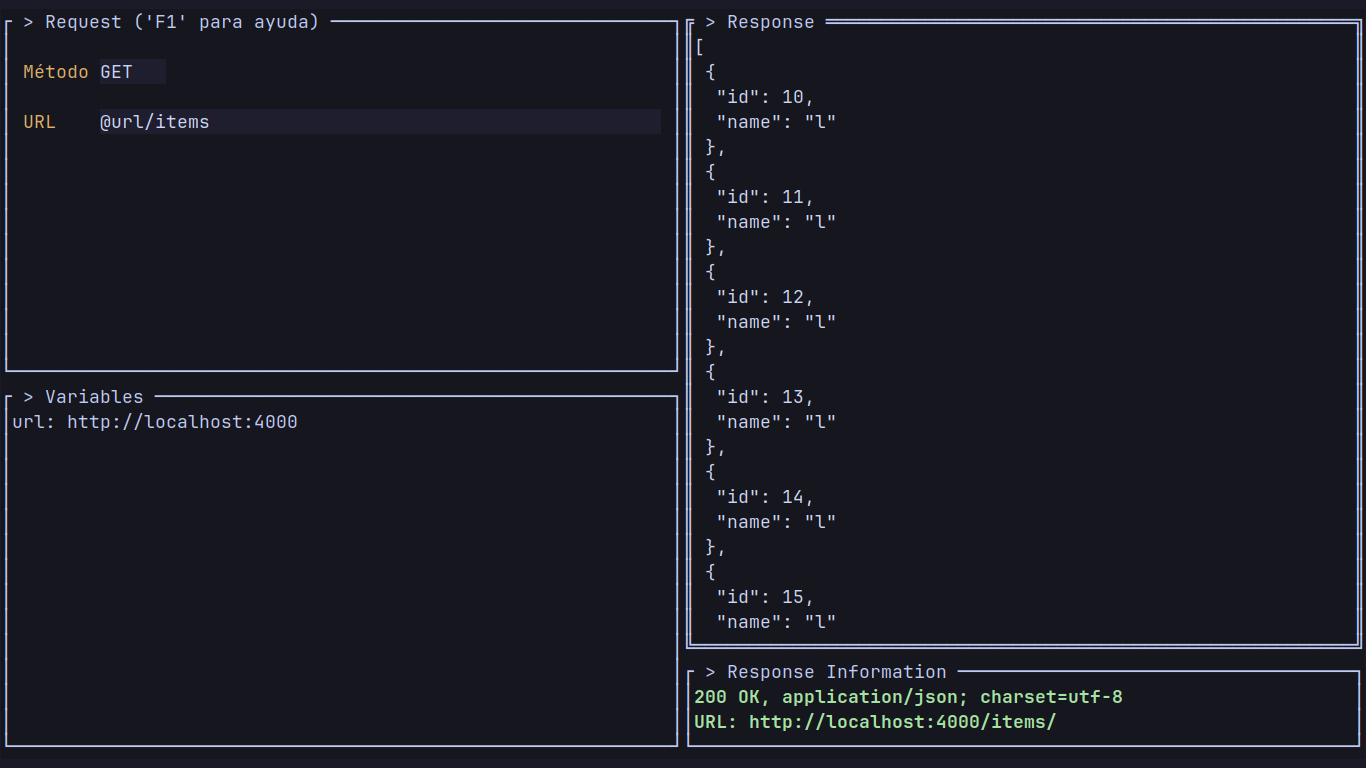 > Request ('F1' para ayuda)
Método GET
URL @url/items
> Variables
url: http://localhost:4000
> Response
[
{
"id": 10,
"name": "l"
},
{
"id": 11,
"name": "l"
},
{
"id": 12,
"name": "l"
},
{
"id": 13,
"name": "l"
},
{
"id": 14,
"name": "l"
},
{
"id": 15,
"name": "l"
> Response Information
200 OK, application/json; charset=utf-8
URL: http://localhost:4000/items/